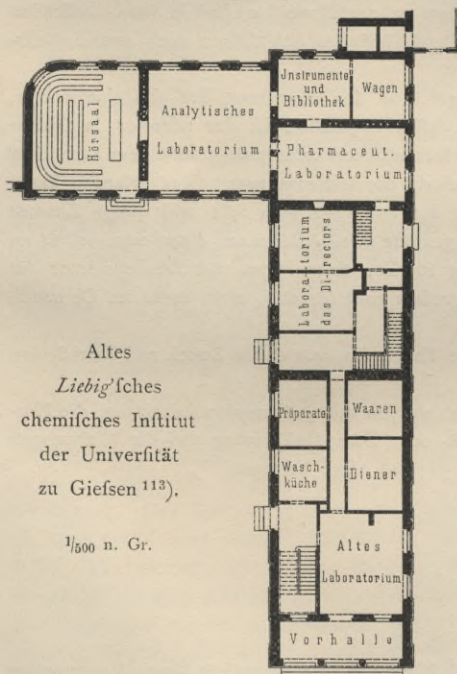 Jnstrumente
und
Bibliothek
Wagen
Hörsaal
Analytisches
Laboratorium
Pharmaceut.
Laboratorium
Laboratorium
des Directors
Altes
Liebig'ſches
chemiſches Inſtitut
der Univerſität
zu Gieſsen ¹¹³).
1/500 n. Gr.
Präparate
Waaren
Waſch-
küche
Diener
Altes
Laboratorium
Vorhalle